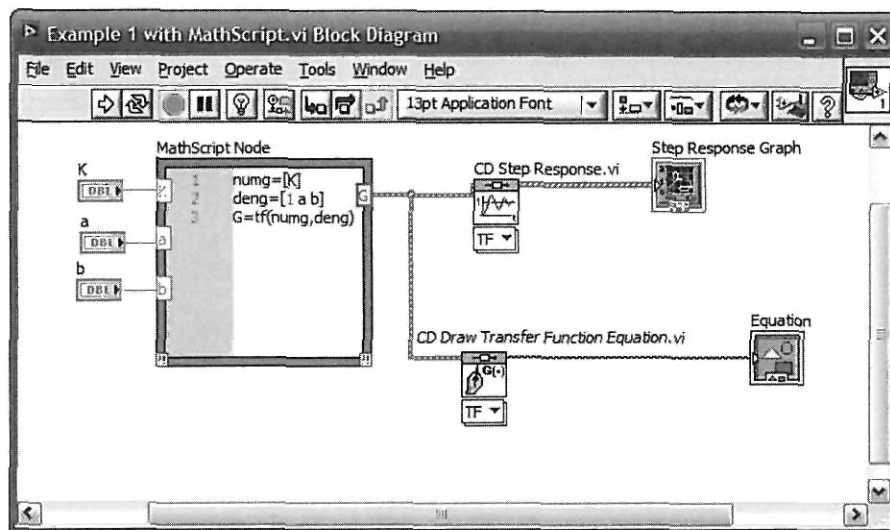 Example 1 with MathScript.vi Block Diagram
File Edit View Project Operate Tools Window Help
13pt Application Font
1
MathScript Node
K
DBL
K
1 numg=[K]
2 deng=[1 a b]
3 G=tf(numg,deng)
G
a
DBL
a
b
DBL
b
CD Step Response.vi
TF
Step Response Graph
CD Draw Transfer Function Equation.vi
G(•)
TF
Equation